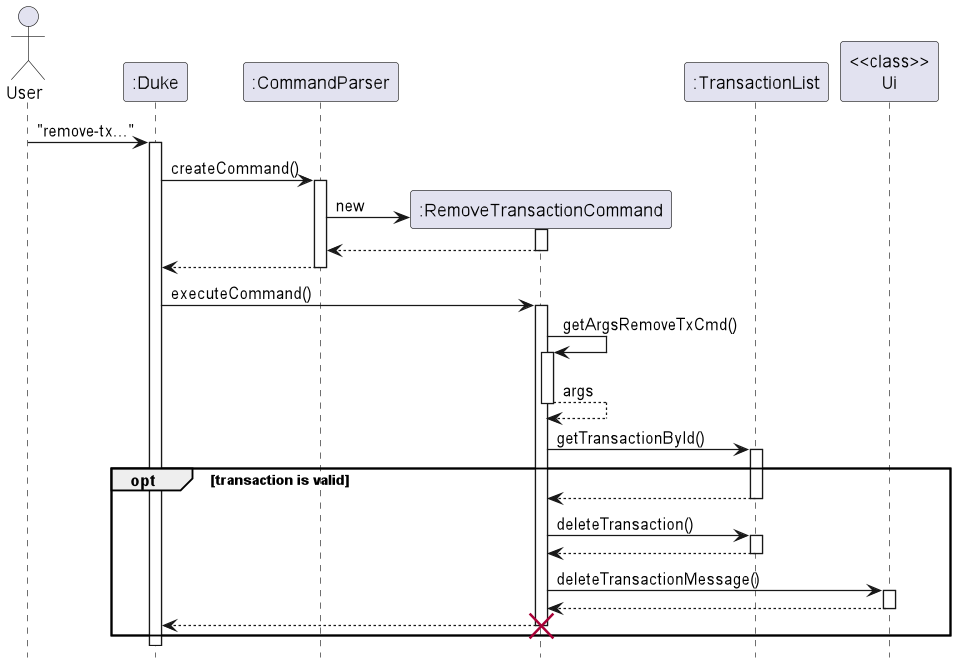 User
:Duke
:CommandParser
:TransactionList
<<class>>
Ui
"remove-tx..."
createCommand()
new
:RemoveTransactionCommand
executeCommand()
getArgsRemoveTxCmd()
args
getTransactionById()
opt
[transaction is valid]
deleteTransaction()
deleteTransactionMessage()